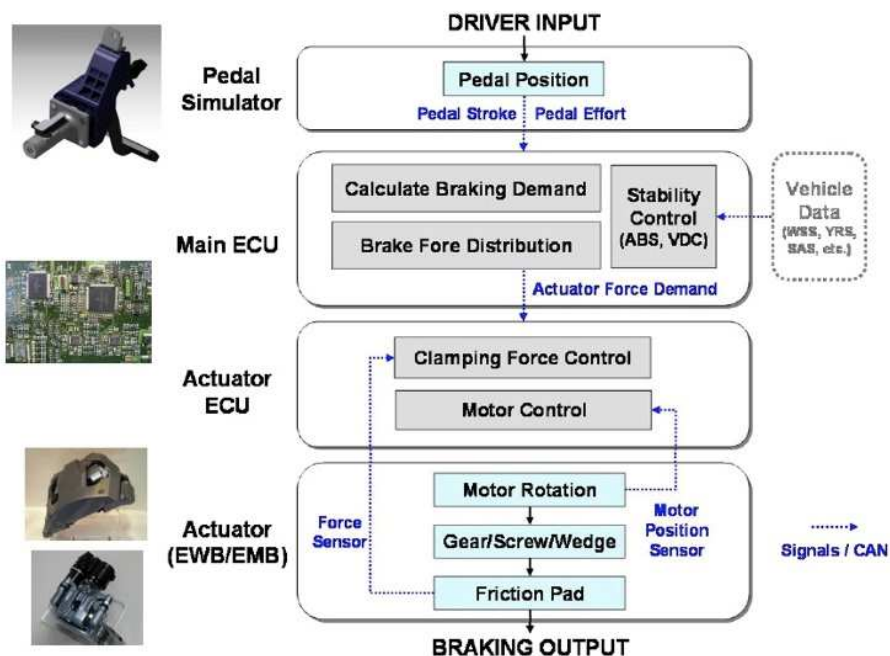 DRIVER INPUT
Pedal
Simulator
Pedal Position
Pedal Stroke
Pedal Effort
Main ECU
Calculate Braking Demand
Brake Fore Distribution
Stability
Control
(ABS, VDC)
Vehicle
Data
(WSS, YRS,
SAS, etc.)
Actuator Force Demand
Actuator
ECU
Clamping Force Control
Motor Control
Actuator
(EWB/EMB)
Force
Sensor
Motor Rotation
Gear/Screw/Wedge
Friction Pad
Motor
Position
Sensor
Signals / CAN
BRAKING OUTPUT